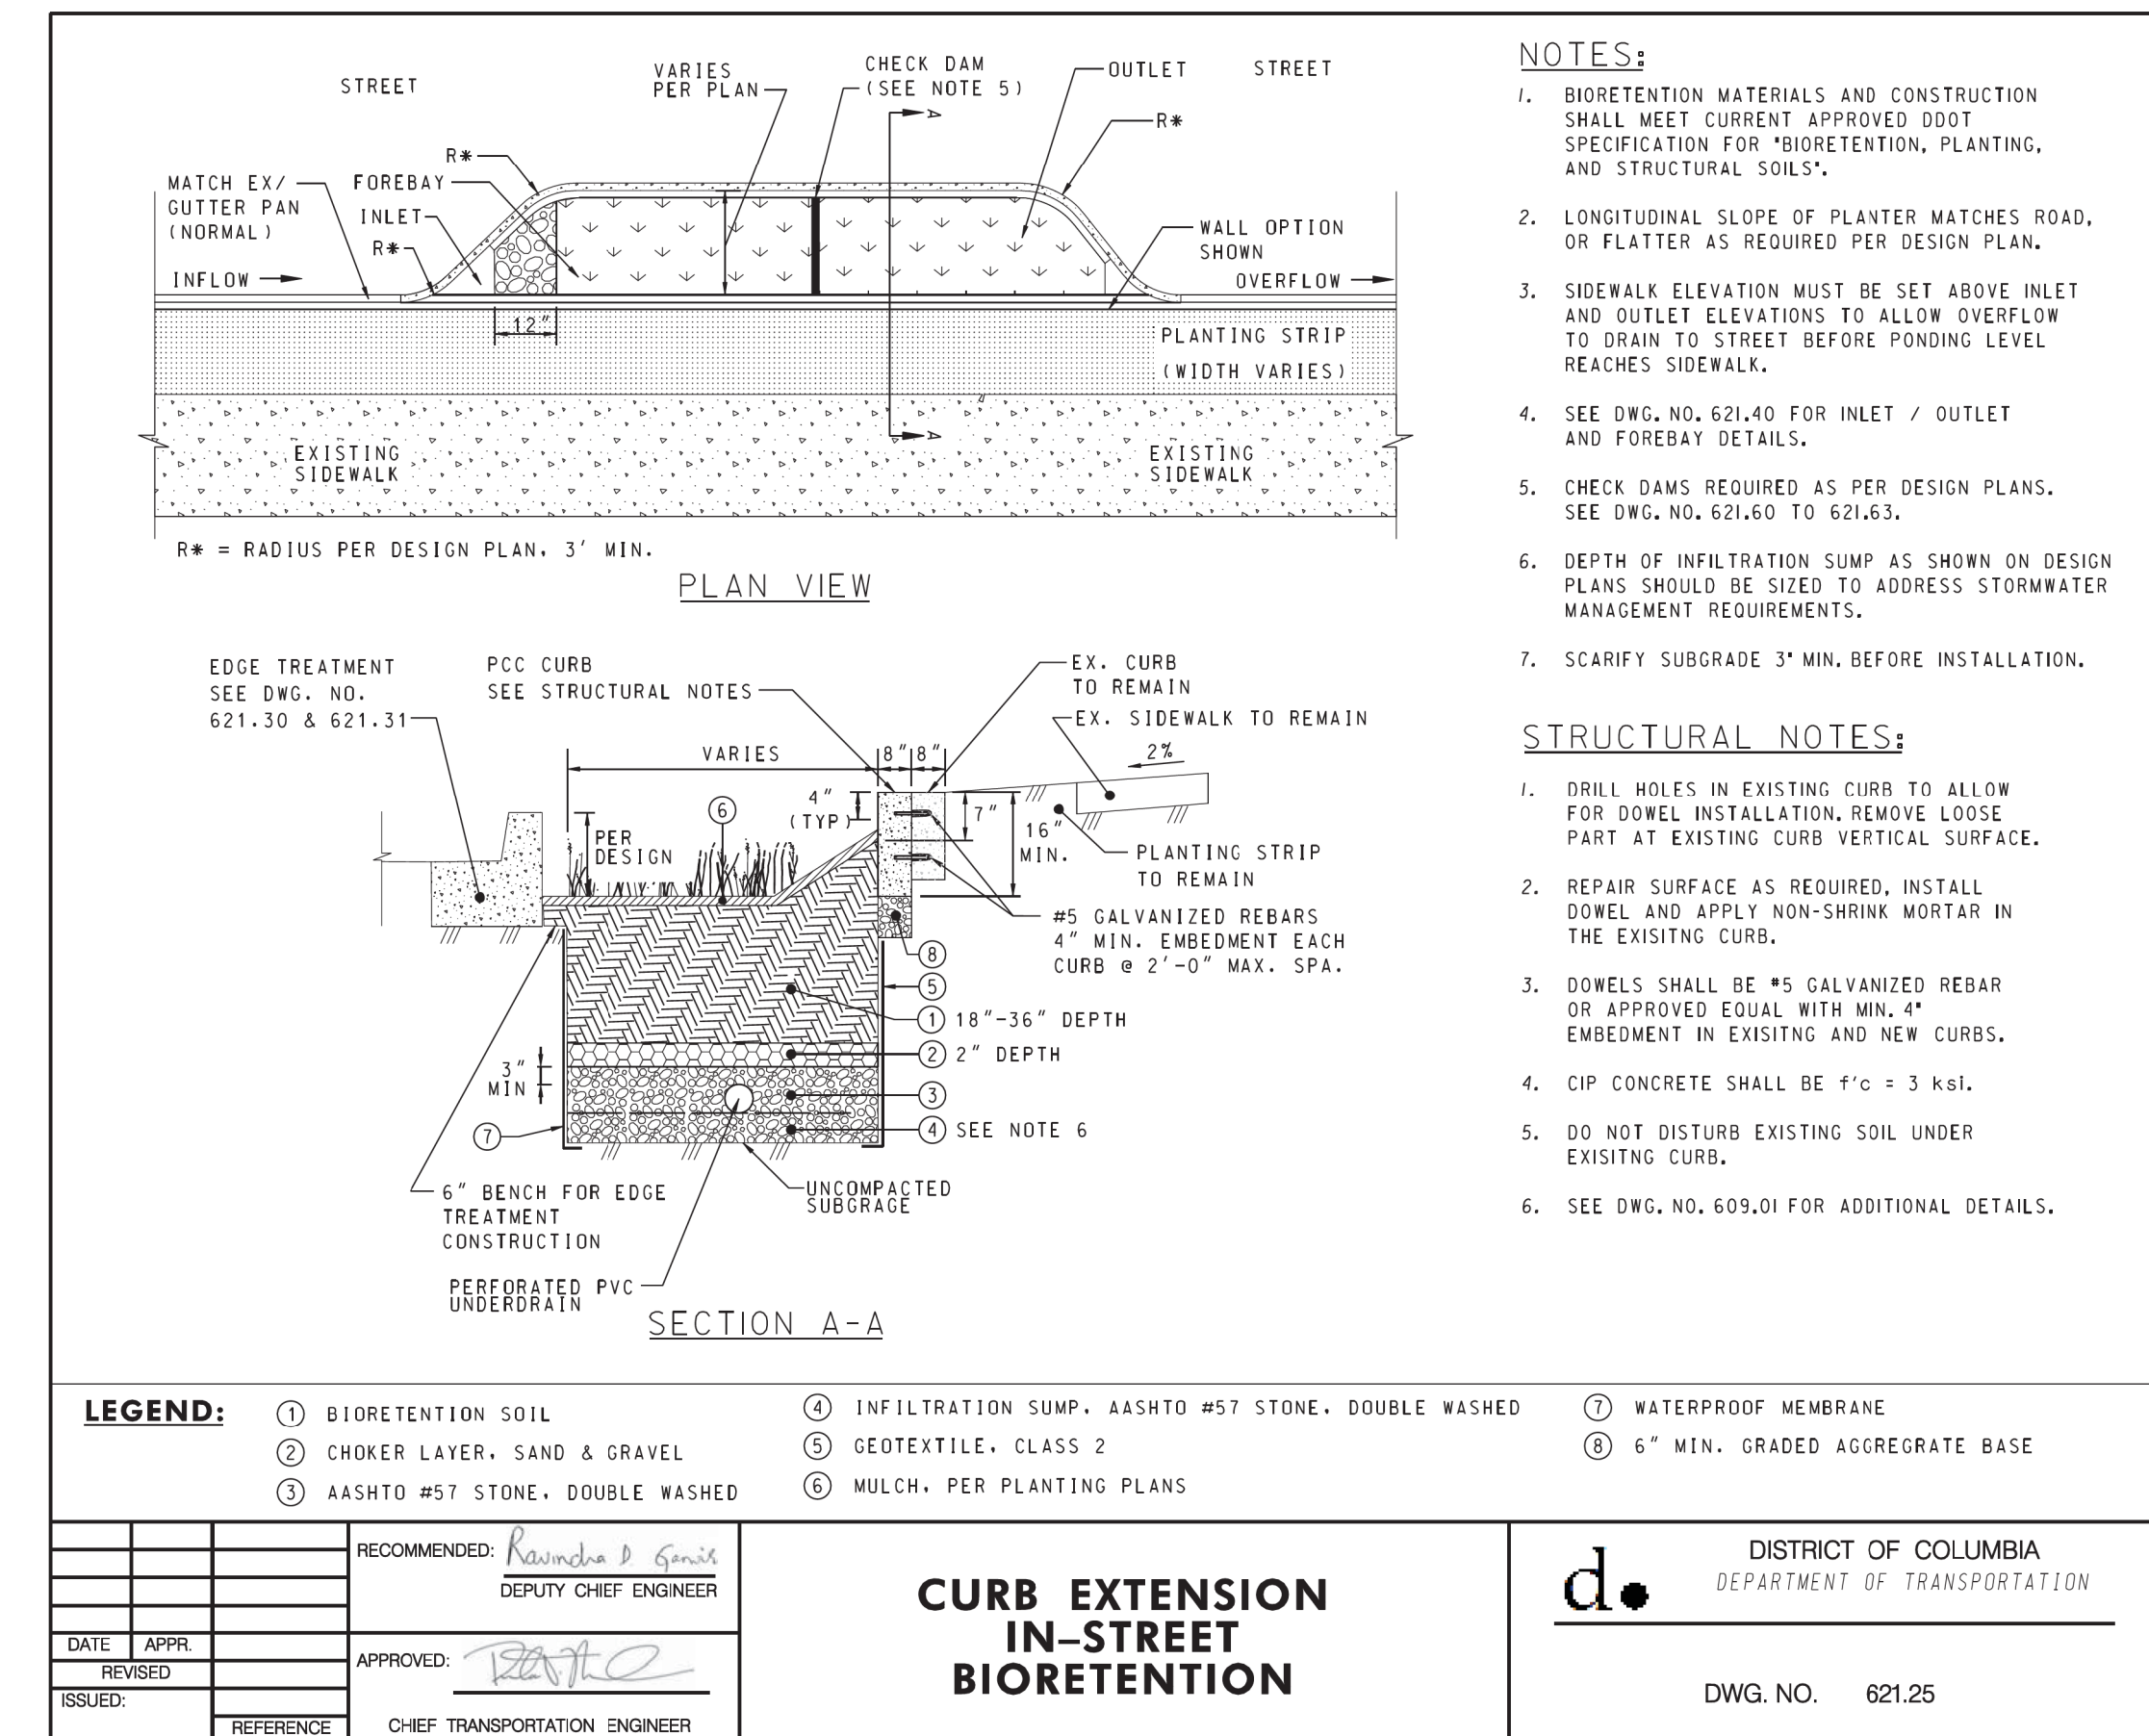 STREET
VARIES
PER PLAN
CHECK DAM
(SEE NOTE 5)
OUTLET
STREET
A
R*
R*
MATCH EX/
GUTTER PAN
(NORMAL)
FOREBAY
INLET
R*
WALL OPTION
SHOWN
INFLOW
OVERFLOW
12"
PLANTING STRIP
(WIDTH VARIES)
A
EXISTING
SIDEWALK
EXISTING
SIDEWALK
R* = RADIUS PER DESIGN PLAN, 3' MIN.
PLAN VIEW
EDGE TREATMENT
SEE DWG. NO.
621.30 & 621.31
PCC CURB
SEE STRUCTURAL NOTES
EX. CURB
TO REMAIN
EX. SIDEWALK TO REMAIN
VARIES
8"
8"
2%
4"
(TYP)
6
7"
16"
MIN.
PER
DESIGN
PLANTING STRIP
TO REMAIN
#5 GALVANIZED REBARS
4" MIN. EMBEDMENT EACH
CURB @ 2'-0" MAX. SPA.
8
5
1 18"-36" DEPTH
2 2" DEPTH
3"
MIN
3
4 SEE NOTE 6
7
6" BENCH FOR EDGE
TREATMENT
CONSTRUCTION
UNCOMPACTED
SUBGRAGE
PERFORATED PVC
UNDERDRAIN
SECTION A-A
NOTES:
1. BIORETENTION MATERIALS AND CONSTRUCTION
SHALL MEET CURRENT APPROVED DDOT
SPECIFICATION FOR "BIORETENTION, PLANTING,
AND STRUCTURAL SOILS".
2. LONGITUDINAL SLOPE OF PLANTER MATCHES ROAD,
OR FLATTER AS REQUIRED PER DESIGN PLAN.
3. SIDEWALK ELEVATION MUST BE SET ABOVE INLET
AND OUTLET ELEVATIONS TO ALLOW OVERFLOW
TO DRAIN TO STREET BEFORE PONDING LEVEL
REACHES SIDEWALK.
4. SEE DWG. NO. 621.40 FOR INLET / OUTLET
AND FOREBAY DETAILS.
5. CHECK DAMS REQUIRED AS PER DESIGN PLANS.
SEE DWG. NO. 621.60 TO 621.63.
6. DEPTH OF INFILTRATION SUMP AS SHOWN ON DESIGN
PLANS SHOULD BE SIZED TO ADDRESS STORMWATER
MANAGEMENT REQUIREMENTS.
7. SCARIFY SUBGRADE 3" MIN. BEFORE INSTALLATION.
STRUCTURAL NOTES:
1. DRILL HOLES IN EXISTING CURB TO ALLOW
FOR DOWEL INSTALLATION. REMOVE LOOSE
PART AT EXISTING CURB VERTICAL SURFACE.
2. REPAIR SURFACE AS REQUIRED, INSTALL
DOWEL AND APPLY NON-SHRINK MORTAR IN
THE EXISITNG CURB.
3. DOWELS SHALL BE #5 GALVANIZED REBAR
OR APPROVED EQUAL WITH MIN. 4"
EMBEDMENT IN EXISITNG AND NEW CURBS.
4. CIP CONCRETE SHALL BE f'c = 3 ksi.
5. DO NOT DISTURB EXISTING SOIL UNDER
EXISITNG CURB.
6. SEE DWG. NO. 609.01 FOR ADDITIONAL DETAILS.
LEGEND:
1 BIORETENTION SOIL
2 CHOKER LAYER, SAND & GRAVEL
3 AASHTO #57 STONE, DOUBLE WASHED
4 INFILTRATION SUMP, AASHTO #57 STONE, DOUBLE WASHED
5 GEOTEXTILE, CLASS 2
6 MULCH, PER PLANTING PLANS
7 WATERPROOF MEMBRANE
8 6" MIN. GRADED AGGREGRATE BASE
DATE APPR.
REVISED
ISSUED:
REFERENCE
RECOMMENDED:
DEPUTY CHIEF ENGINEER
APPROVED:
CHIEF TRANSPORTATION ENGINEER
CURB EXTENSION
IN-STREET
BIORETENTION
d.
DISTRICT OF COLUMBIA
DEPARTMENT OF TRANSPORTATION
DWG. NO. 621.25